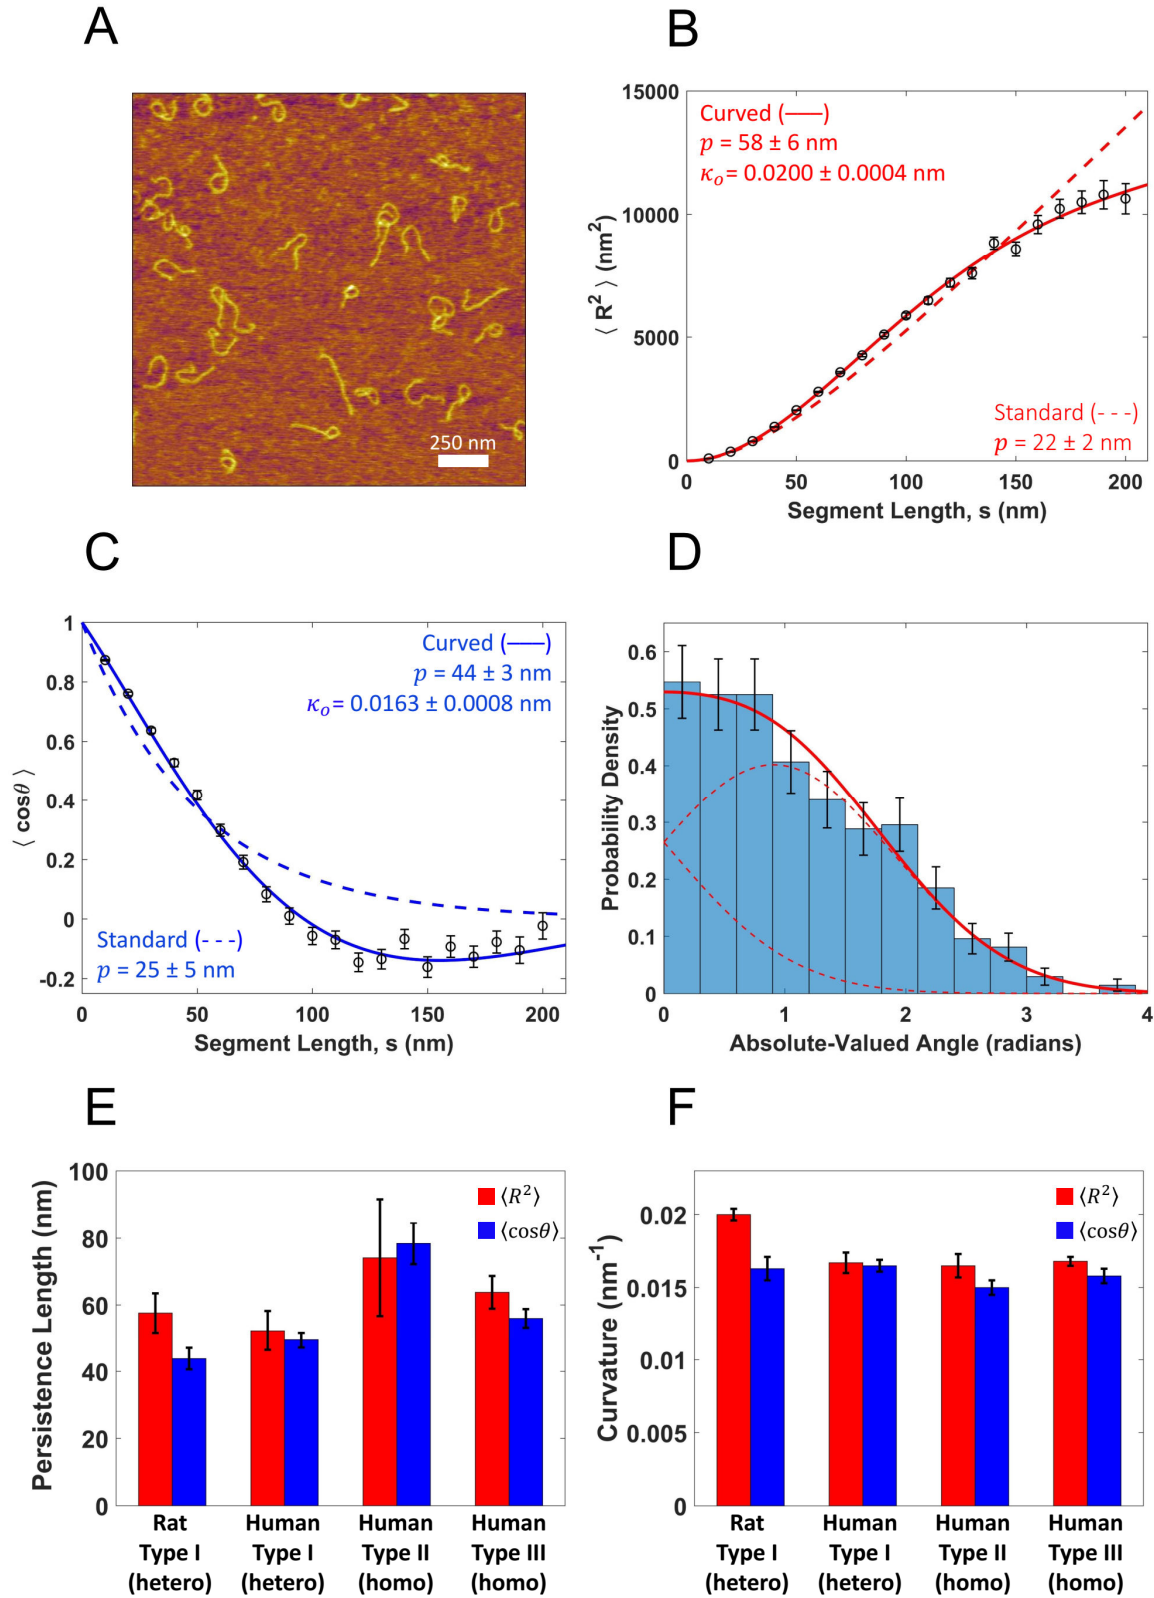 A
250 nm
B
15000
10000
5000
0
0
50
100
150
200
⟨ R² ⟩ (nm²)
Segment Length, s (nm)
Curved (——)
p = 58 ± 6 nm
κₒ= 0.0200 ± 0.0004 nm
Standard (- - -)
p = 22 ± 2 nm
C
1
0.8
0.6
0.4
0.2
0
-0.2
0
50
100
150
200
⟨ cosθ ⟩
Segment Length, s (nm)
Curved (——)
p = 44 ± 3 nm
κₒ= 0.0163 ± 0.0008 nm
Standard (- - -)
p = 25 ± 5 nm
D
0.6
0.5
0.4
0.3
0.2
0.1
0
0
1
2
3
4
Probability Density
Absolute-Valued Angle (radians)
E
100
80
60
40
20
0
Persistence Length (nm)
⟨R²⟩
⟨cosθ⟩
Rat
Type I
(hetero)
Human
Type I
(hetero)
Human
Type II
(homo)
Human
Type III
(homo)
F
0.02
0.015
0.01
0.005
0
Curvature (nm⁻¹)
⟨R²⟩
⟨cosθ⟩
Rat
Type I
(hetero)
Human
Type I
(hetero)
Human
Type II
(homo)
Human
Type III
(homo)